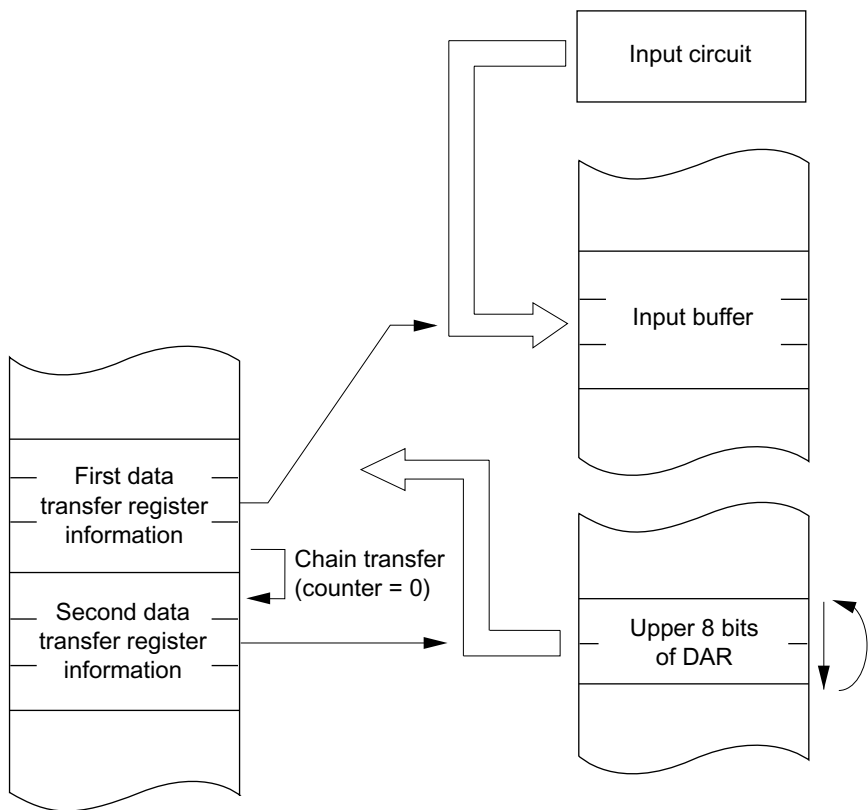 Input circuit
Input buffer
First data
transfer register
information
Chain transfer
(counter = 0)
Second data
transfer register
information
Upper 8 bits
of DAR